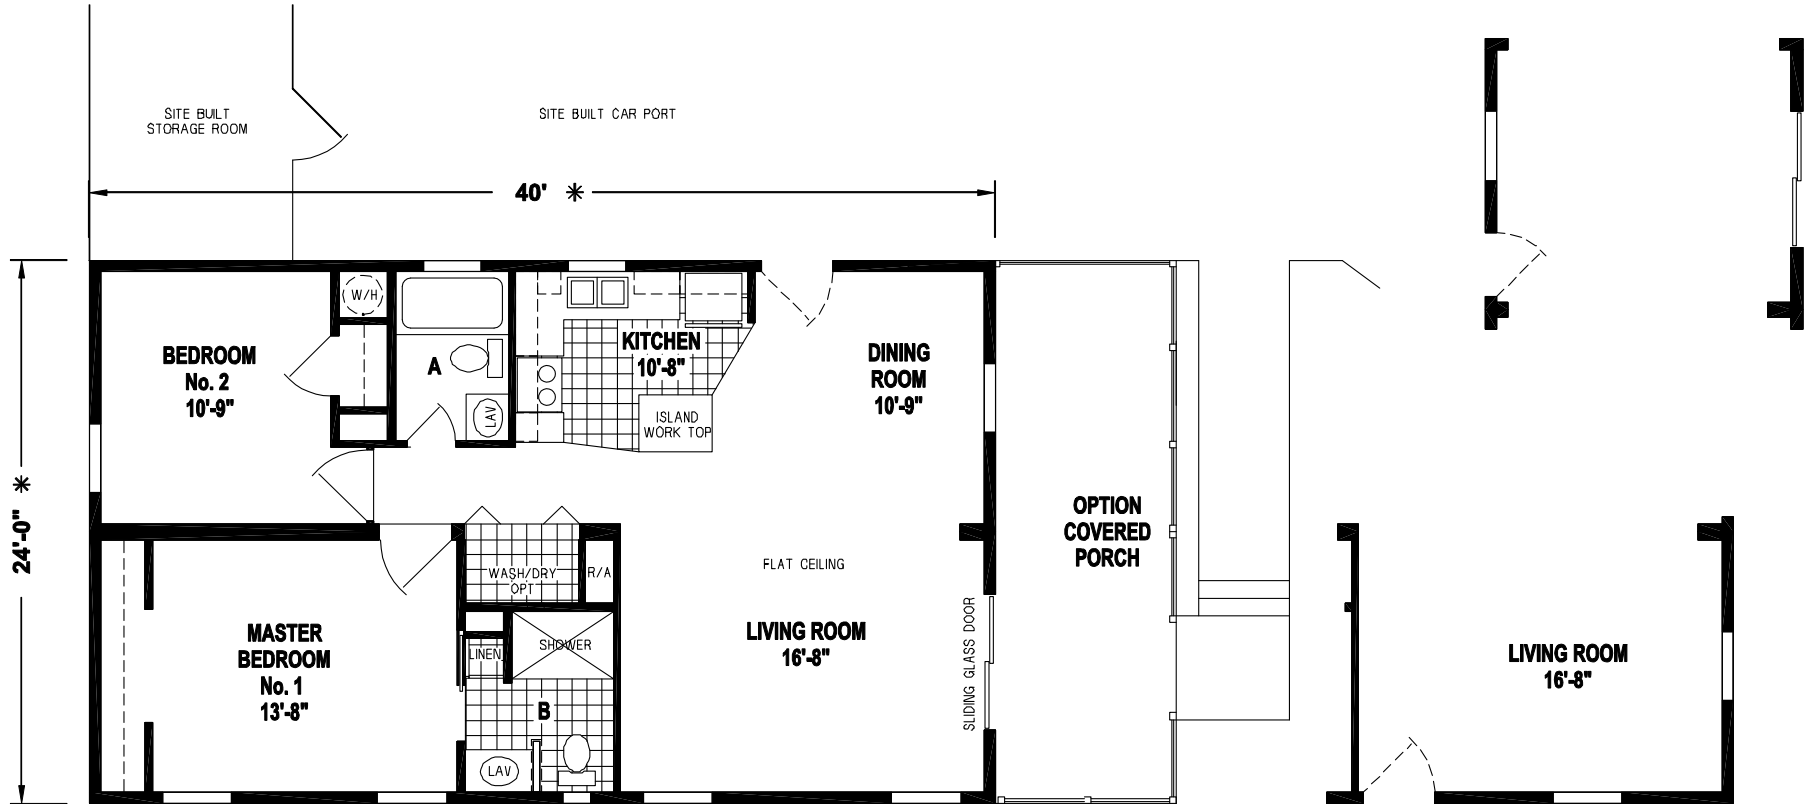 SITE BUILT
STORAGE ROOM
SITE BUILT CAR PORT
40' ✳
24'-0" ✳
W/H
BEDROOM
No. 2
10'-9"
A
LAV
KITCHEN
10'-8"
ISLAND
WORK TOP
DINING
ROOM
10'-9"
OPTION
COVERED
PORCH
WASH/DRY
OPT
R/A
FLAT CEILING
MASTER
BEDROOM
No. 1
13'-8"
LINEN
SHOWER
B
LAV
LIVING ROOM
16'-8"
SLIDING GLASS DOOR
LIVING ROOM
16'-8"